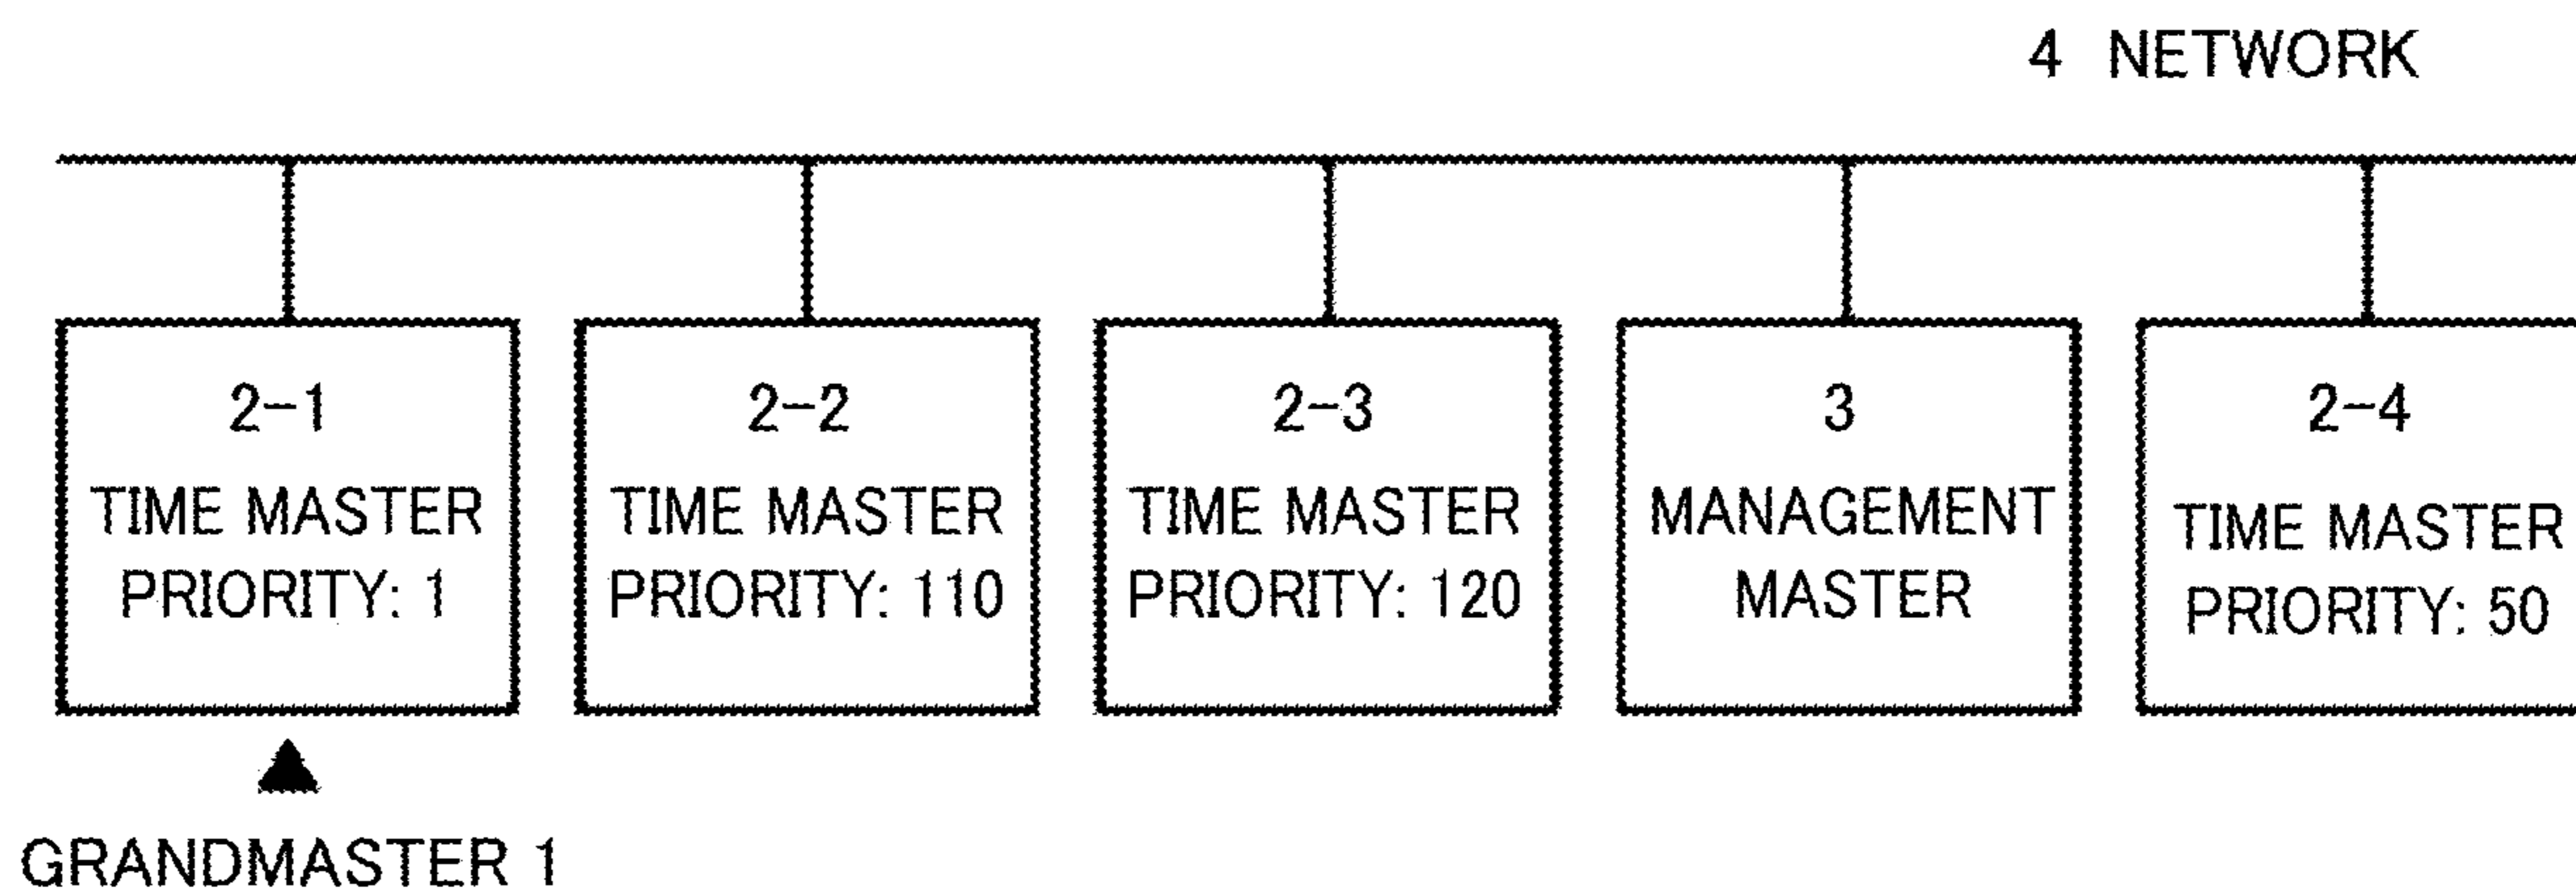 4 NETWORK
2-1
TIME MASTER
PRIORITY: 1
2-2
TIME MASTER
PRIORITY: 110
2-3
TIME MASTER
PRIORITY: 120
3
MANAGEMENT
MASTER
2-4
TIME MASTER
PRIORITY: 50
GRANDMASTER 1